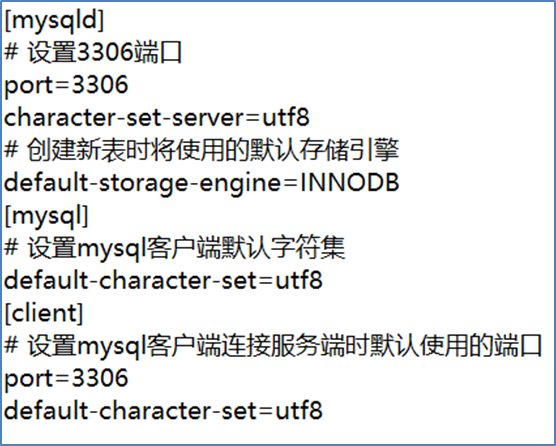 [mysqld]
# 设置3306端口
port=3306
character-set-server=utf8
# 创建新表时将使用的默认存储引擎
default-storage-engine=INNODB
[mysql]
# 设置mysql客户端默认字符集
default-character-set=utf8
[client]
# 设置mysql客户端连接服务端时默认使用的端口
port=3306
default-character-set=utf8